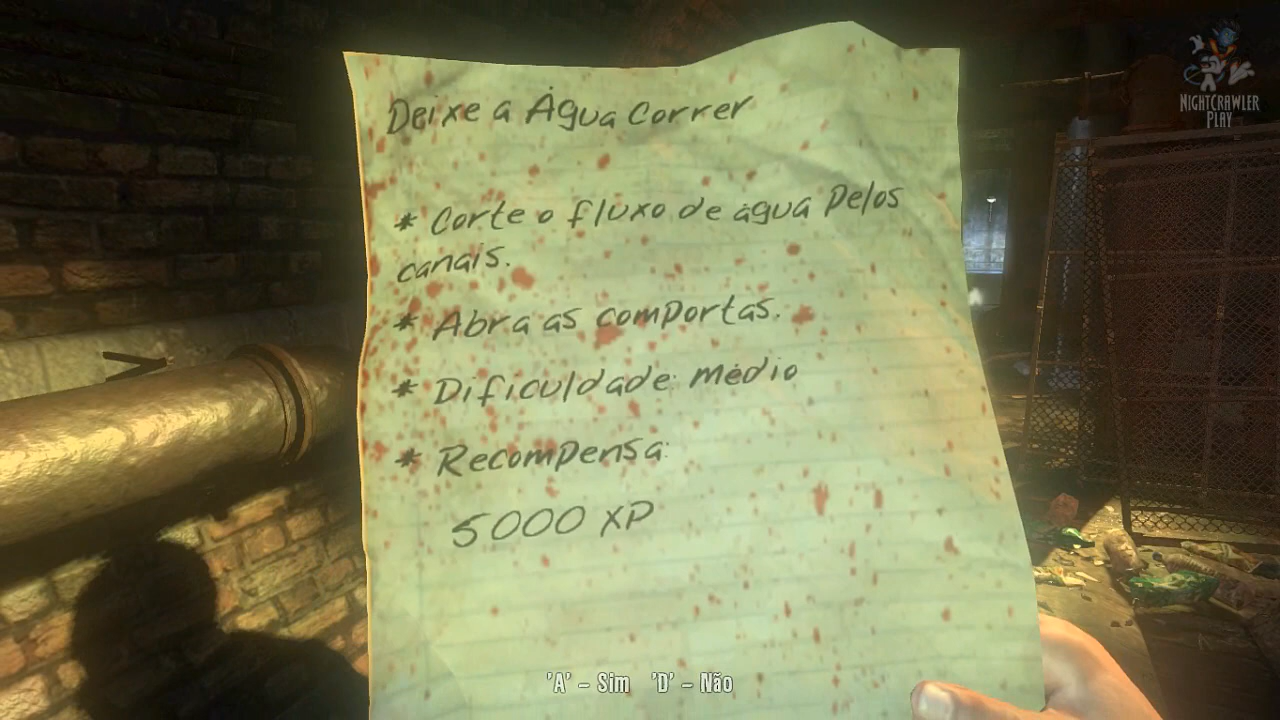 NIGHTCRAWLER
PLAY
Deixe a Água Correr
* Corte o fluxo de água pelos
canais.
* Abra as comportas.
* Dificuldade: médio
* Recompensa:
5000 XP
'A' - Sim 'D' - Não